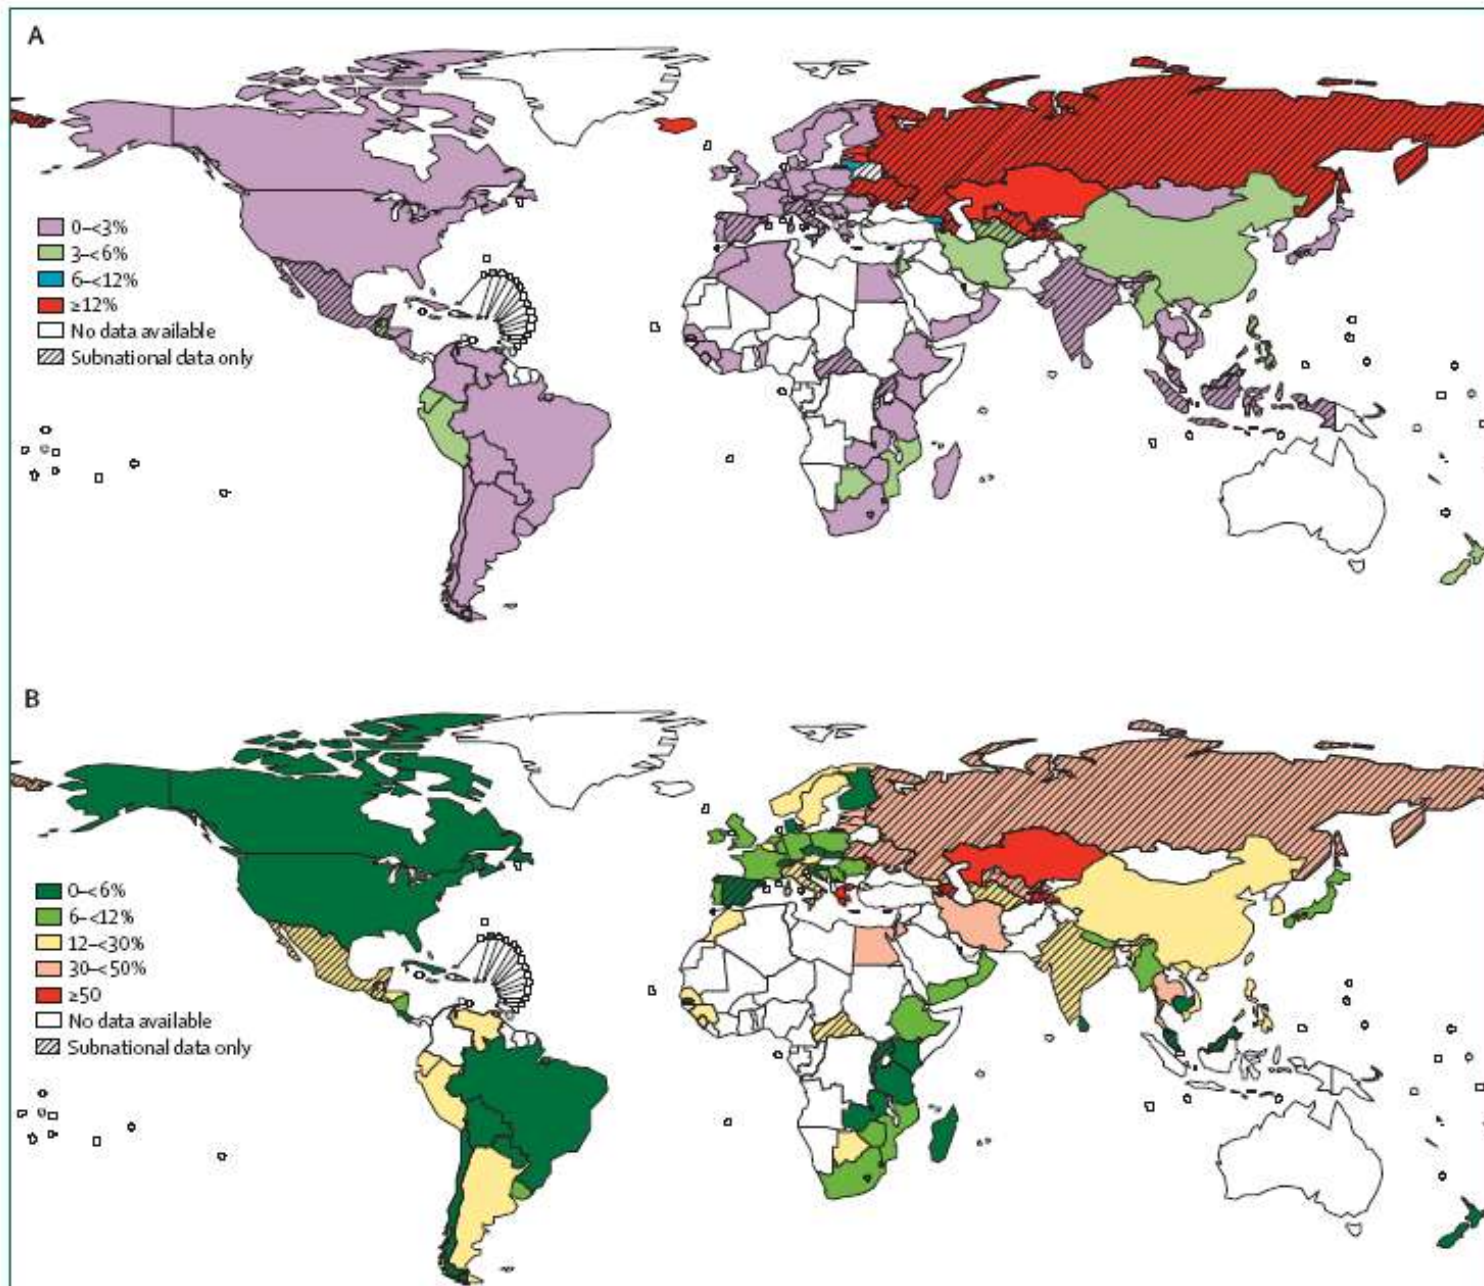 A
0–<3%
3–<6%
6–<12%
≥12%
No data available
Subnational data only
B
0–<6%
6–<12%
12–<30%
30–<50%
≥50
No data available
Subnational data only